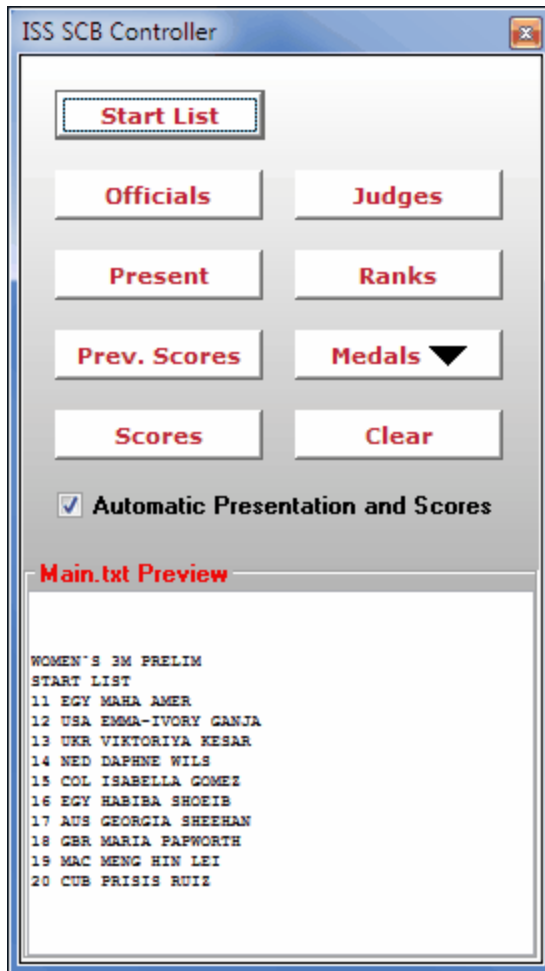 ISS SCB Controller
Start List
Officials
Judges
Present
Ranks
Prev. Scores
Medals
Scores
Clear
Automatic Presentation and Scores
Main.txt Preview
WOMEN'S 3M PRELIM
START LIST
11 EGY MAHA AMER
12 USA EMMA-IVORY GANJA
13 UKR VIKTORIYA KESAR
14 NED DAPHNE WILS
15 COL ISABELLA GOMEZ
16 EGY HABIBA SHOEIB
17 AUS GEORGIA SHEEHAN
18 GBR MARIA PAPWORTH
19 MAC MENG HIN LEI
20 CUB PRISIS RUIZ